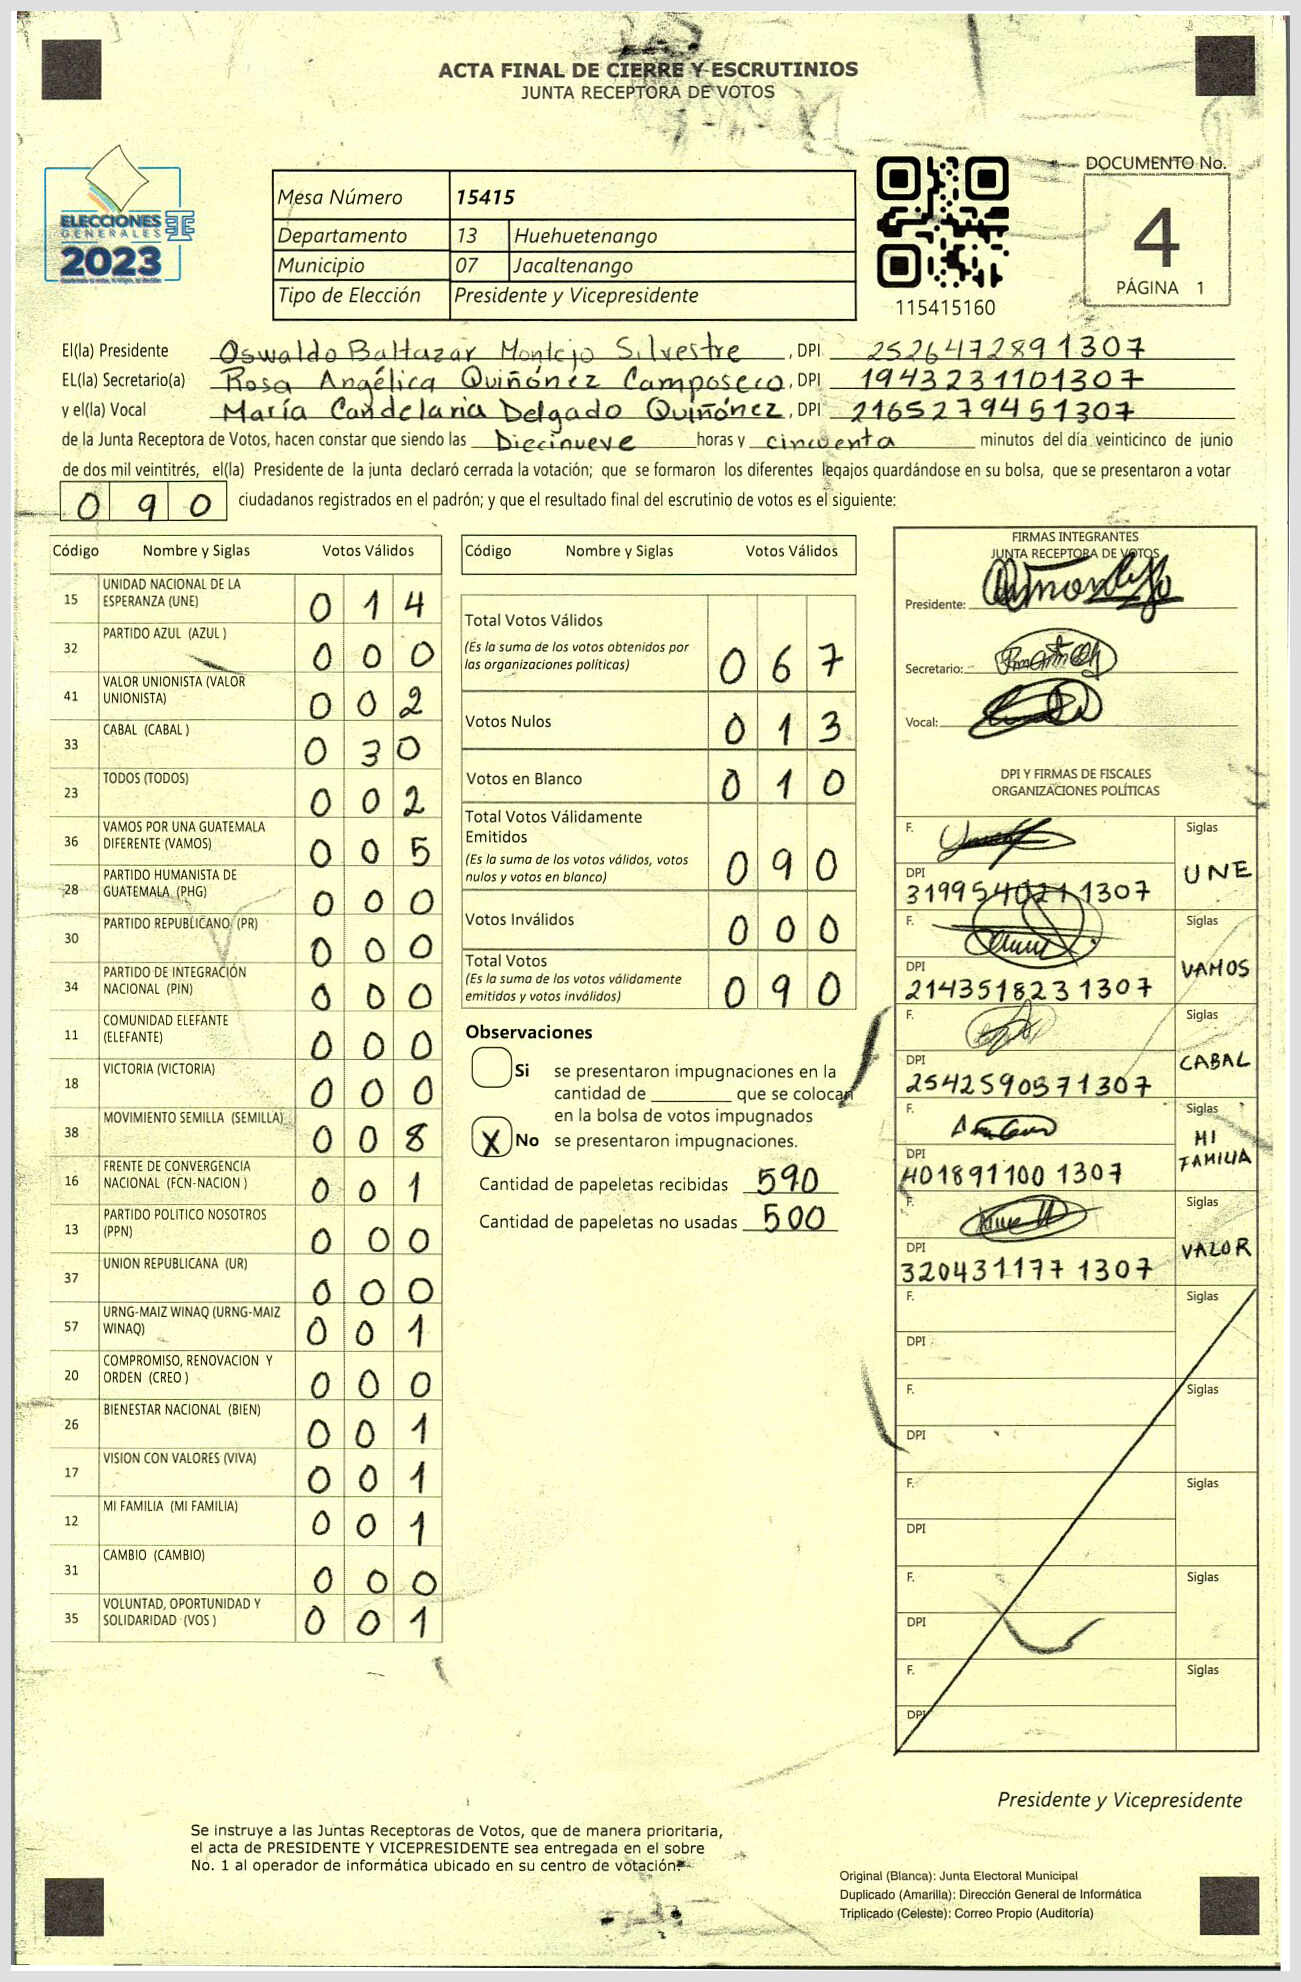 ACTA FINAL DE CIERRE Y ESCRUTINIOS
JUNTA RECEPTORA DE VOTOS
ELECCIONES
GENERALES
2023
Mesa Número 15415
Departamento 13 Huehuetenango
Municipio 07 Jacaltenango
Tipo de Elección Presidente y Vicepresidente
115415160
DOCUMENTO No.
4
PÁGINA 1
El(la) Presidente Oswaldo Baltazar Montejo Silvestre , DPI 2526472891307
EL(la) Secretario(a) Rosa Angélica Quiñónez Camposeco , DPI 1943231101307
y el(la) Vocal María Candelaria Delgado Quiñónez , DPI 2165279451307
de la Junta Receptora de Votos, hacen constar que siendo las Diecinueve horas y cincuenta minutos del día veinticinco de junio
de dos mil veintitrés, el(la) Presidente de la junta declaró cerrada la votación; que se formaron los diferentes legajos guardándose en su bolsa, que se presentaron a votar
0 9 0 ciudadanos registrados en el padrón; y que el resultado final del escrutinio de votos es el siguiente:
Código Nombre y Siglas Votos Válidos
15 UNIDAD NACIONAL DE LA ESPERANZA (UNE) 0 1 4
32 PARTIDO AZUL (AZUL ) 0 0 0
41 VALOR UNIONISTA (VALOR UNIONISTA) 0 0 2
33 CABAL (CABAL ) 0 3 0
23 TODOS (TODOS) 0 0 2
36 VAMOS POR UNA GUATEMALA DIFERENTE (VAMOS) 0 0 5
28 PARTIDO HUMANISTA DE GUATEMALA (PHG) 0 0 0
30 PARTIDO REPUBLICANO (PR) 0 0 0
34 PARTIDO DE INTEGRACIÓN NACIONAL (PIN) 0 0 0
11 COMUNIDAD ELEFANTE (ELEFANTE) 0 0 0
18 VICTORIA (VICTORIA) 0 0 0
38 MOVIMIENTO SEMILLA (SEMILLA) 0 0 8
16 FRENTE DE CONVERGENCIA NACIONAL (FCN-NACION ) 0 0 1
13 PARTIDO POLITICO NOSOTROS (PPN) 0 0 0
37 UNION REPUBLICANA (UR) 0 0 0
57 URNG-MAIZ WINAQ (URNG-MAIZ WINAQ) 0 0 1
20 COMPROMISO, RENOVACION Y ORDEN (CREO ) 0 0 0
26 BIENESTAR NACIONAL (BIEN) 0 0 1
17 VISION CON VALORES (VIVA) 0 0 1
12 MI FAMILIA (MI FAMILIA) 0 0 1
31 CAMBIO (CAMBIO) 0 0 0
35 VOLUNTAD, OPORTUNIDAD Y SOLIDARIDAD (VOS ) 0 0 1
Código Nombre y Siglas Votos Válidos
Total Votos Válidos
(Es la suma de los votos obtenidos por
las organizaciones políticas) 0 6 7
Votos Nulos 0 1 3
Votos en Blanco 0 1 0
Total Votos Válidamente
Emitidos
(Es la suma de los votos válidos, votos
nulos y votos en blanco) 0 9 0
Votos Inválidos 0 0 0
Total Votos
(Es la suma de los votos válidamente
emitidos y votos inválidos) 0 9 0
Observaciones
Si se presentaron impugnaciones en la
cantidad de ________ que se colocan
en la bolsa de votos impugnados
X No se presentaron impugnaciones.
Cantidad de papeletas recibidas 590
Cantidad de papeletas no usadas 500
FIRMAS INTEGRANTES
JUNTA RECEPTORA DE VOTOS
Presidente:
Secretario:
Vocal:
DPI Y FIRMAS DE FISCALES
ORGANIZACIONES POLÍTICAS
F. Siglas
UNE
DPI
3199540211307
F. Siglas
VAMOS
DPI
2143518231307
F. Siglas
CABAL
DPI
2542590571307
F. Siglas
MI
FAMILIA
DPI
4018911001307
F. Siglas
VALOR
DPI
3204311771307
F. Siglas
DPI
F. Siglas
DPI
F. Siglas
DPI
F. Siglas
DPI
F. Siglas
DPI
Presidente y Vicepresidente
Se instruye a las Juntas Receptoras de Votos, que de manera prioritaria,
el acta de PRESIDENTE Y VICEPRESIDENTE sea entregada en el sobre
No. 1 al operador de informática ubicado en su centro de votación.
Original (Blanca): Junta Electoral Municipal
Duplicado (Amarilla): Dirección General de Informática
Triplicado (Celeste): Correo Propio (Auditoría)